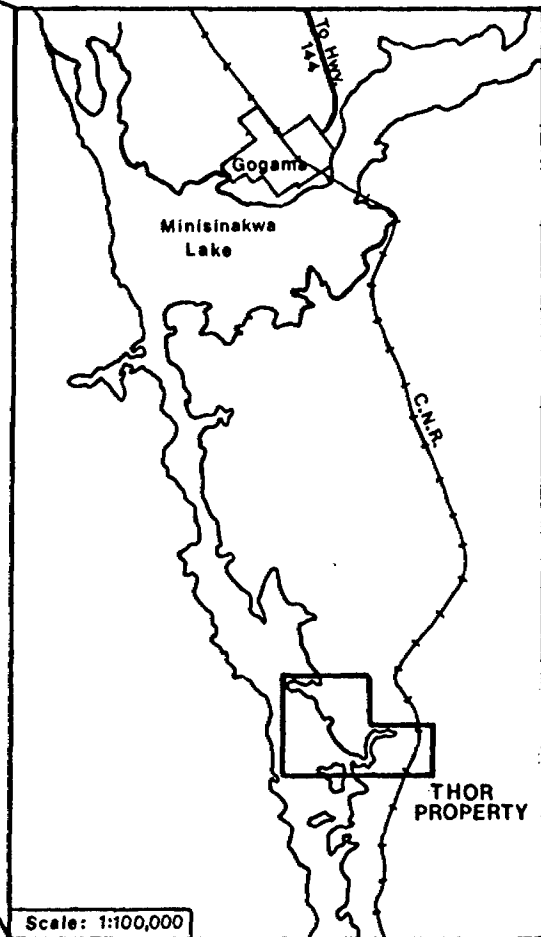 To Hwy.
144
Gogama
Minisinakwa
Lake
C.N.R.
THOR
PROPERTY
Scale: 1:100,000